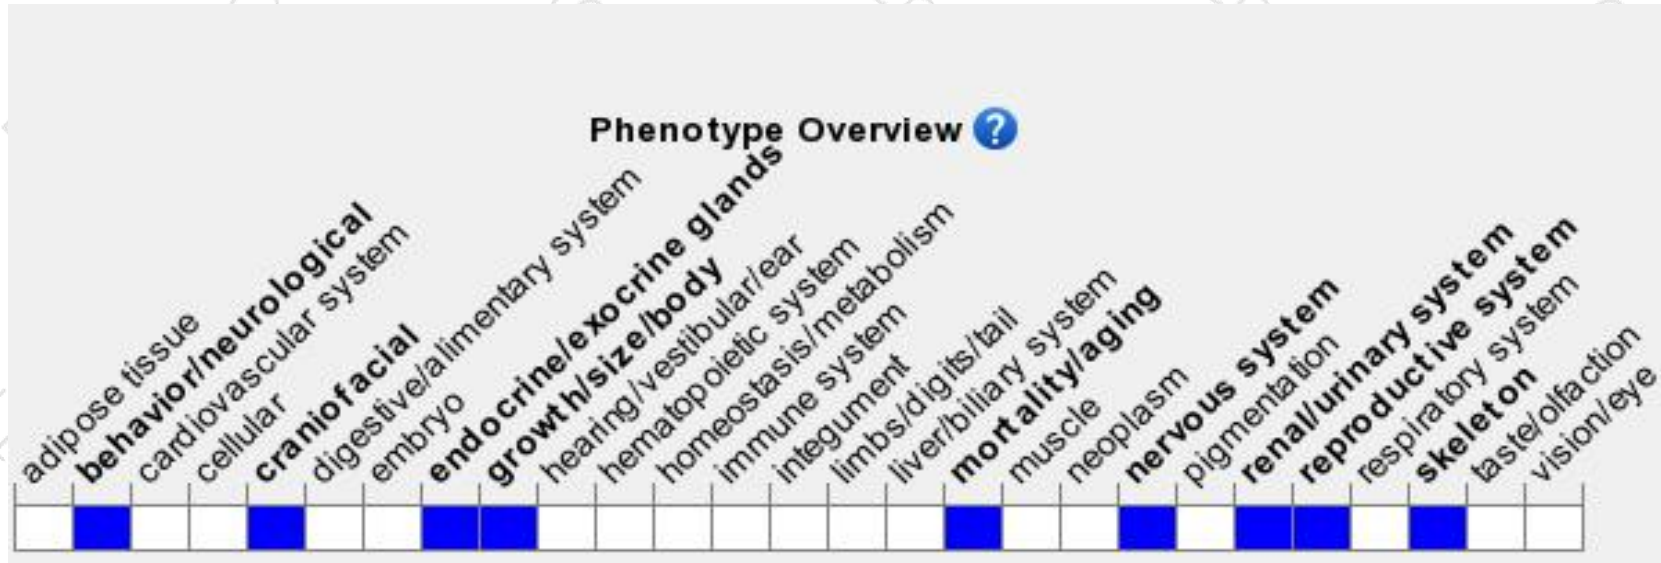 Phenotype Overview ?
adipose tissue
behavior/neurological
cardiovascular system
cellular
craniofacial
digestive/alimentary system
embryo
endocrine/exocrine glands
growth/size/body
hearing/vestibular/ear
hematopoietic system
homeostasis/metabolism
immune system
integument
limbs/digits/tail
liver/biliary system
mortality/aging
muscle
neoplasm
nervous system
pigmentation
renal/urinary system
reproductive system
respiratory system
skeleton
taste/olfaction
vision/eye